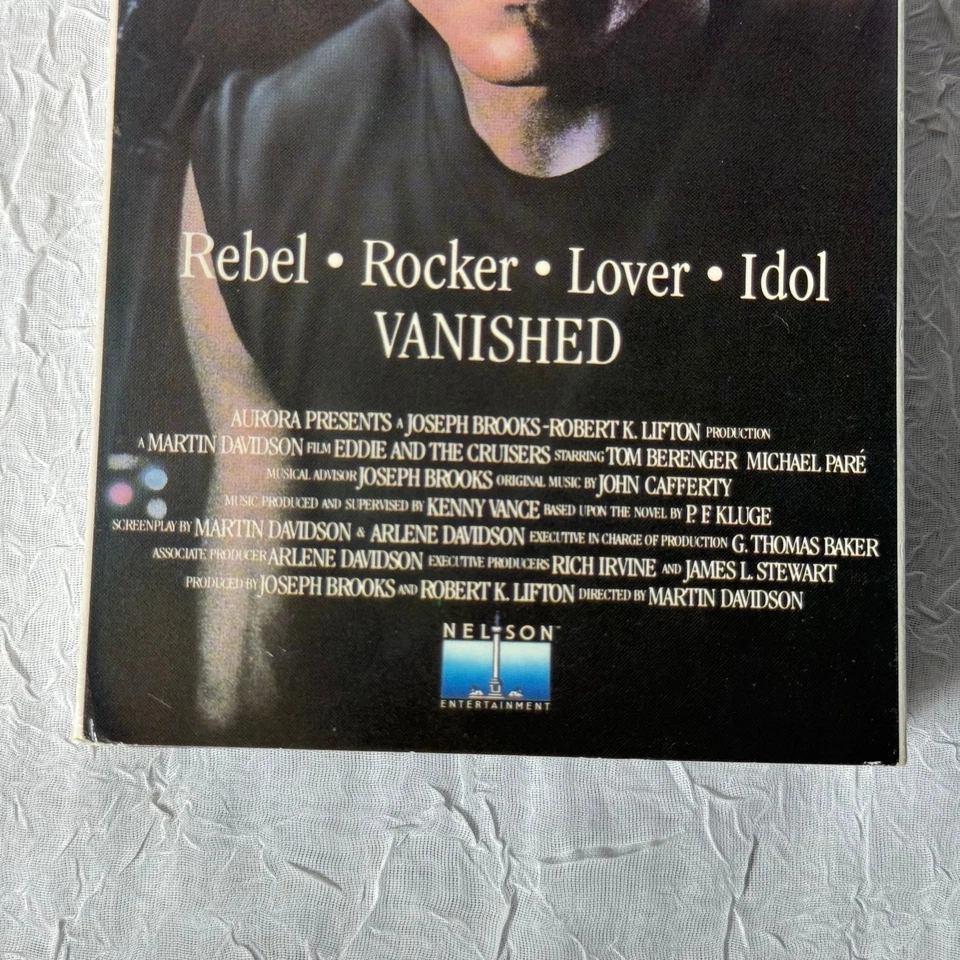 Rebel • Rocker • Lover • Idol
VANISHED
AURORA PRESENTS A JOSEPH BROOKS-ROBERT K. LIFTON PRODUCTION
A MARTIN DAVIDSON FILM EDDIE AND THE CRUISERS STARRING TOM BERENGER MICHAEL PARÉ
MUSICAL ADVISOR JOSEPH BROOKS ORIGINAL MUSIC BY JOHN CAFFERTY
MUSIC PRODUCED AND SUPERVISED BY KENNY VANCE BASED UPON THE NOVEL BY P. F. KLUGE
SCREENPLAY BY MARTIN DAVIDSON & ARLENE DAVIDSON EXECUTIVE IN CHARGE OF PRODUCTION G. THOMAS BAKER
ASSOCIATE PRODUCER ARLENE DAVIDSON EXECUTIVE PRODUCERS RICH IRVINE AND JAMES L. STEWART
PRODUCED BY JOSEPH BROOKS AND ROBERT K. LIFTON DIRECTED BY MARTIN DAVIDSON
NELSON™
ENTERTAINMENT